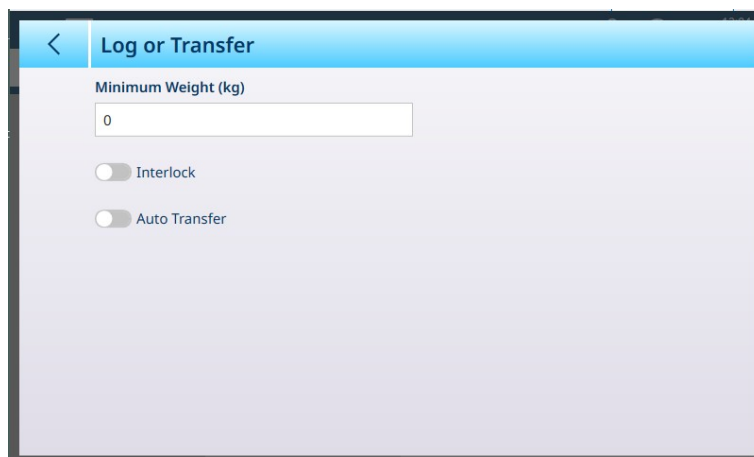 Log or Transfer
Minimum Weight (kg)
0
Interlock
Auto Transfer